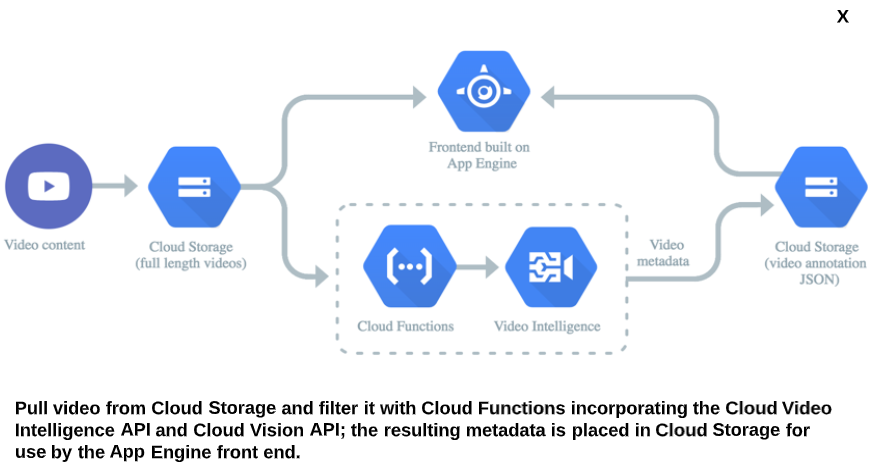 X
Frontend built on
App Engine
Video content
Cloud Storage
(full length videos)
Cloud Functions
Video Intelligence
Video
metadata
Cloud Storage
(video annotation
JSON)
Pull video from Cloud Storage and filter it with Cloud Functions incorporating the Cloud Video
Intelligence API and Cloud Vision API; the resulting metadata is placed in Cloud Storage for
use by the App Engine front end.